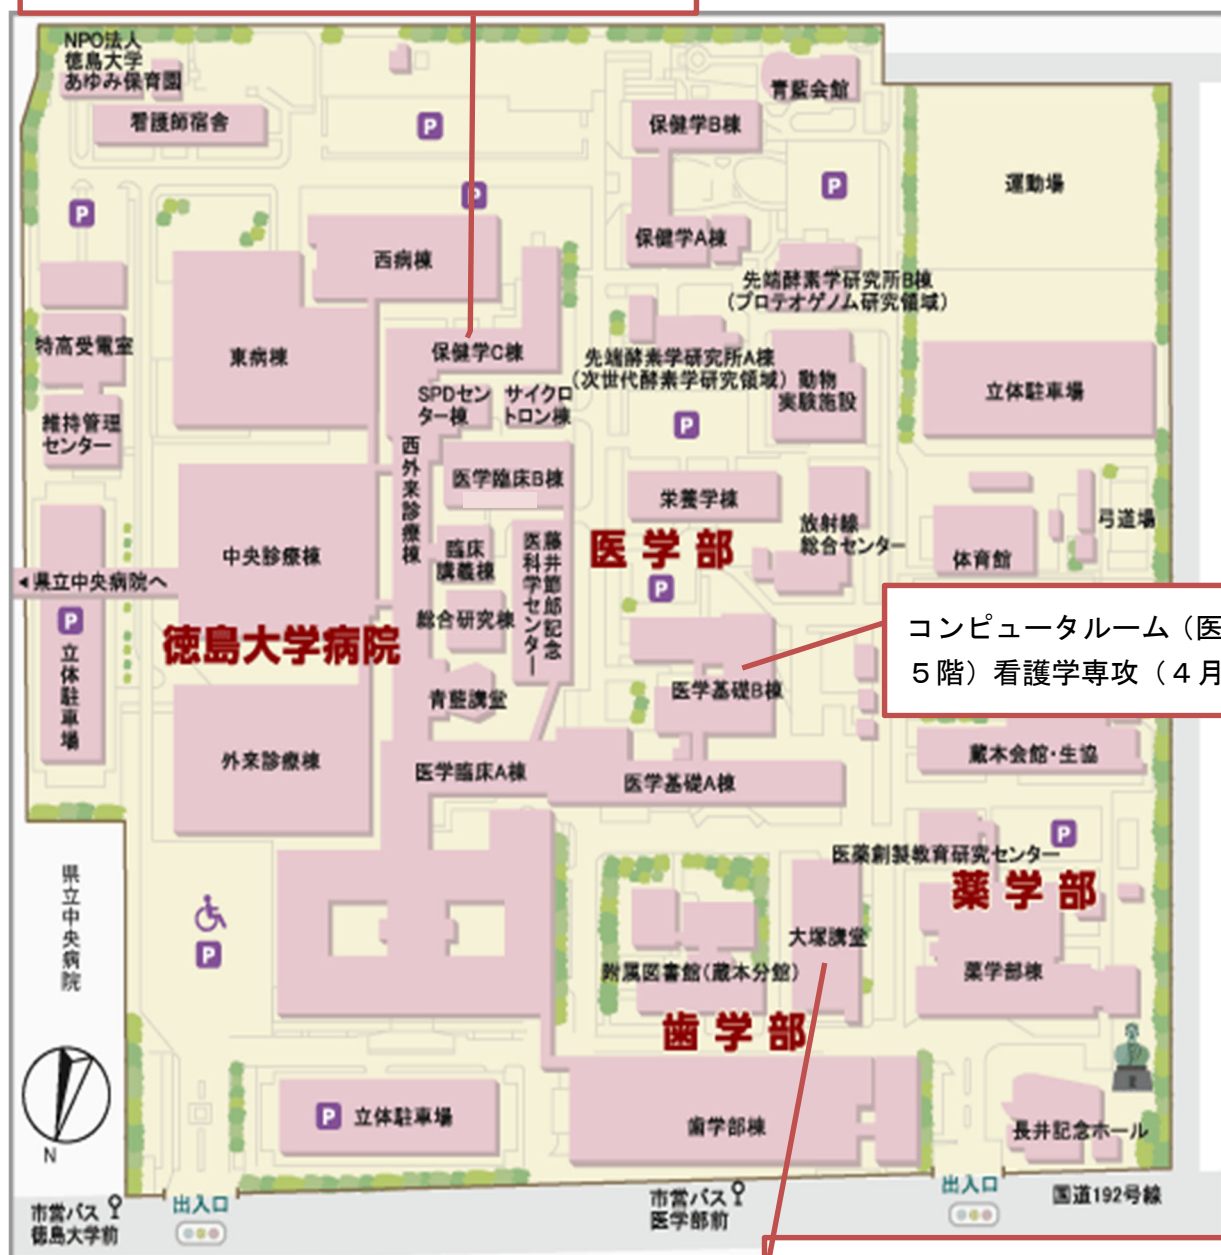 NPO法人
徳島大学
あゆみ保育園
看護師宿舎
P
青藍会館
保健学B棟
運動場
P
P
P
保健学A棟
西病棟
先端酵素学研究所B棟
(プロテオゲノム研究領域)
特高受電室
東病棟
保健学C棟
先端酵素学研究所A棟
(次世代酵素学研究領域)
動物
実験施設
立体駐車場
SPDセン
ター棟
サイクロ
トロン棟
維持管理
センター
P
西外来診療棟
医学臨床B棟
栄養学棟
放射線
総合センター
弓道場
体育館
中央診療棟
臨床
講義棟
藤井節郎記念
医科学センター
医学部
P
県立中央病院へ
P
立体駐車場
総合研究棟
徳島大学病院
コンピュータルーム（医
５階）看護学専攻（４月
青藍講堂
医学基礎B棟
外来診療棟
医学臨床A棟
医学基礎A棟
蔵本会館・生協
P
医薬創製教育研究センター
薬学部
県立中央病院
P
大塚講堂
附属図書館(蔵本分館)
薬学部棟
歯学部
P
立体駐車場
歯学部棟
長井記念ホール
N
市営バス
徳島大学前
出入口
市営バス
医学部前
出入口
国道192号線